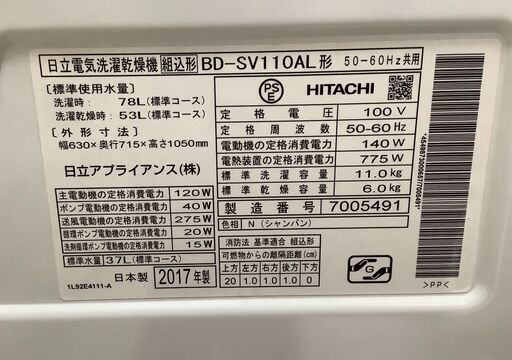 日立電気洗濯乾燥機 組込形 BD-SV110AL形 50-60Hz共用
[標準使用水量]
洗濯時: 78L(標準コース)
洗濯乾燥時: 53L(標準コース)
[外形寸法]
幅630×奥行715×高さ1050mm
日立アプライアンス(株)
主電動機の定格消費電力 120W
ポンプ電動機の定格消費電力 40W
送風電動機の定格消費電力 275W
循環ポンプ電動機の定格消費電力 20W
洗剤循環ポンプ電動機の定格消費電力 15W
標準水量 37L(標準コース)
日本製 2017年製
1L92E4111-A
PSE HITACHI
定格電圧 100V
定格周波数 50-60Hz
電動機の定格消費電力 140W
電熱装置の定格消費電力 775W
標準洗濯容量 11.0kg
標準乾燥容量 6.0kg
製造番号 7005491
色相 N(シャンパン)
消防法 基準適合 組込形
可燃物からの離隔距離(cm)
上方 左方 右方 前方 後方 下方
20 1.0 1.0 0 1.0 0
G
>PP<